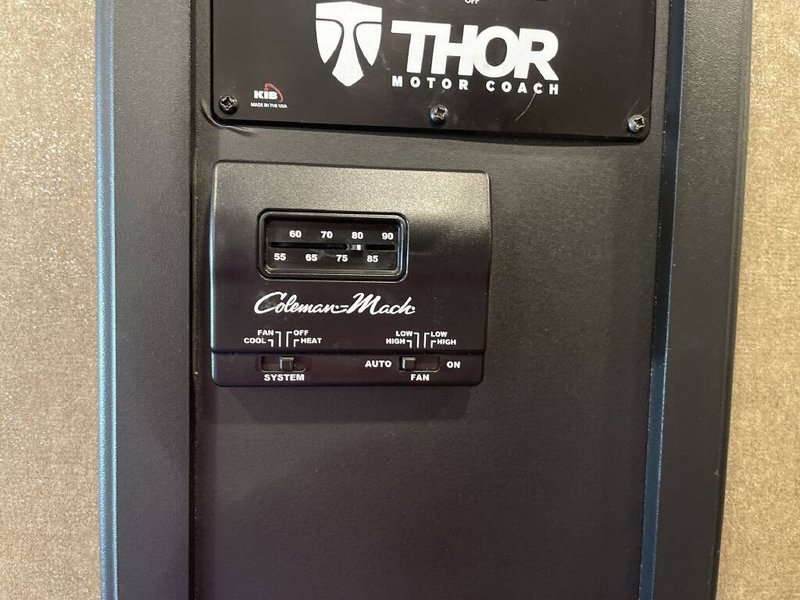 OFF
THOR
MOTOR COACH
KIB
MADE IN THE USA
60 70 80 90
55 65 75 85
Coleman-Mach
FAN OFF
COOL HEAT
LOW LOW
HIGH HIGH
SYSTEM
AUTO ON
FAN